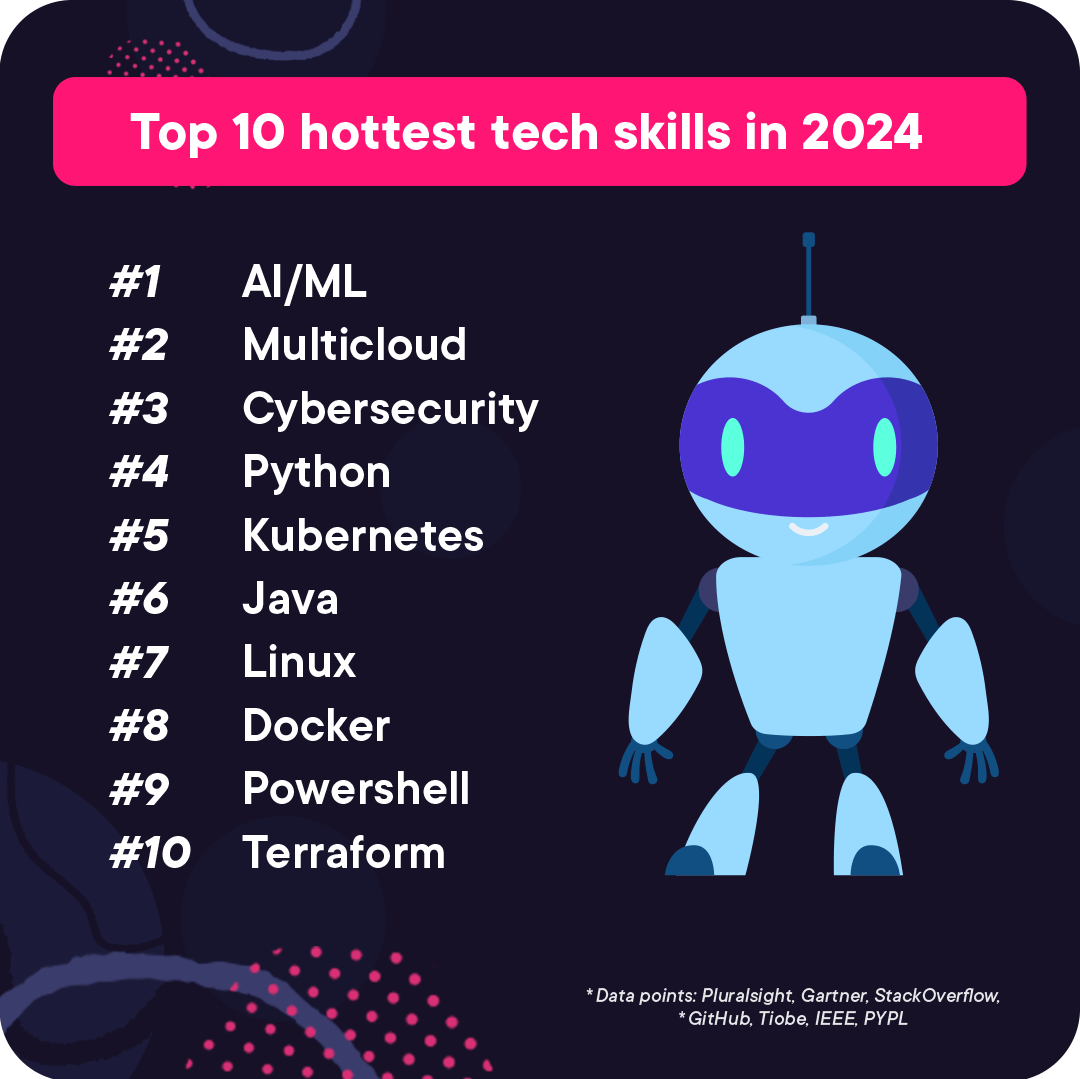 Top 10 hottest tech skills in 2024
#1 AI/ML
#2 Multicloud
#3 Cybersecurity
#4 Python
#5 Kubernetes
#6 Java
#7 Linux
#8 Docker
#9 Powershell
#10 Terraform
*Data points: Pluralsight, Gartner, StackOverflow,
*GitHub, Tiobe, IEEE, PYPL